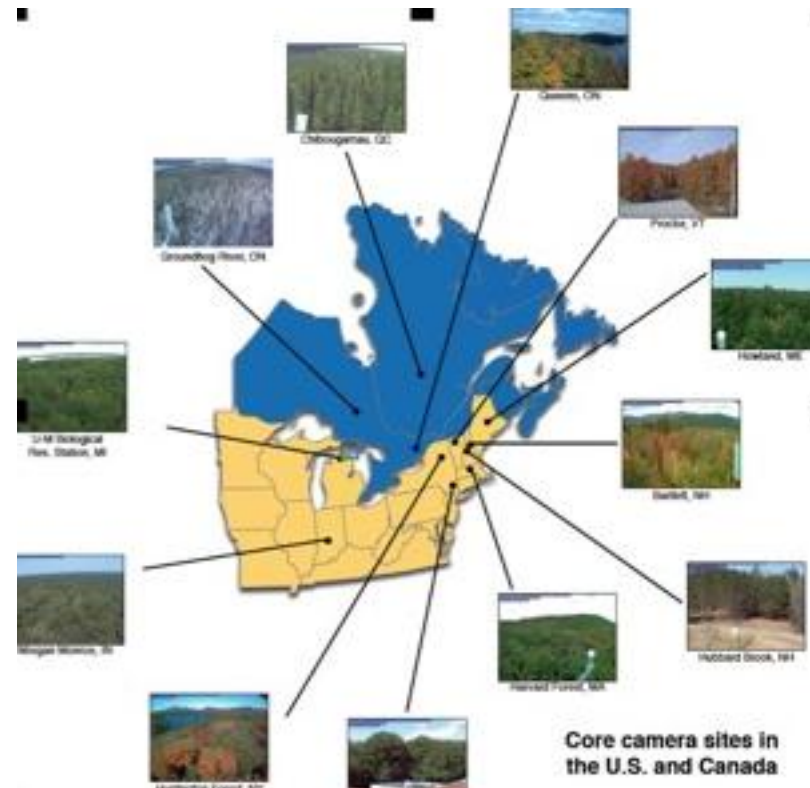 Queens, ON
Chibougamau, QC
Proctor, VT
Groundhog River, ON
Howland, ME
U-M Biological
Res. Station, MI
Bartlett, NH
Morgan Monroe, IN
Hubbard Brook, NH
Harvard Forest, MA
Core camera sites in
the U.S. and Canada